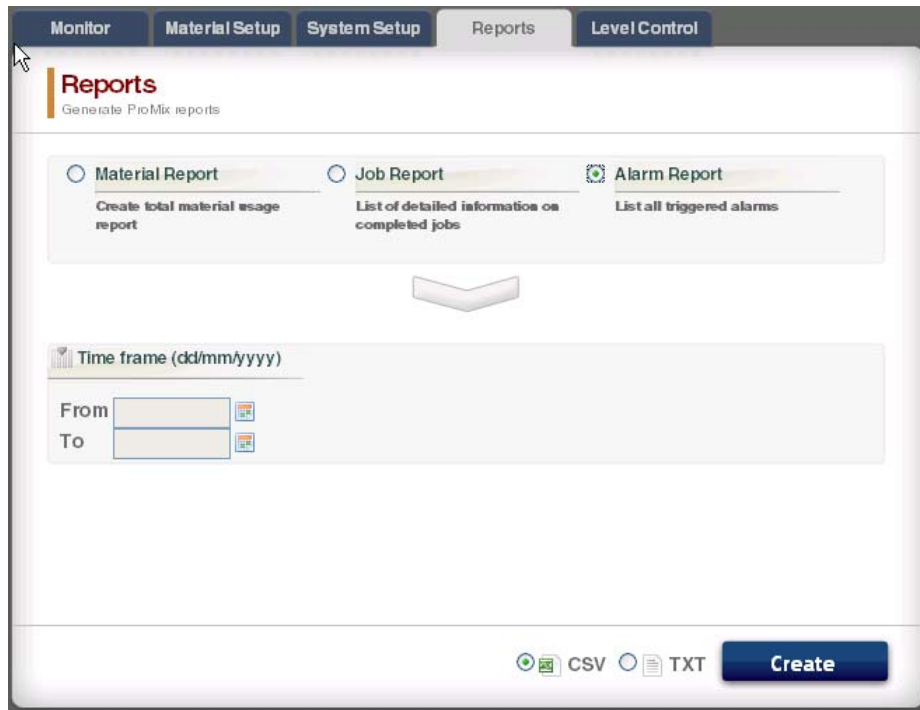 Monitor
Material Setup
System Setup
Reports
Level Control
Reports
Generate ProMix reports
Material Report
Create total material usage
report
Job Report
List of detailed information on
completed jobs
Alarm Report
List all triggered alarms
Time frame (dd/mm/yyyy)
From
To
CSV
TXT
Create